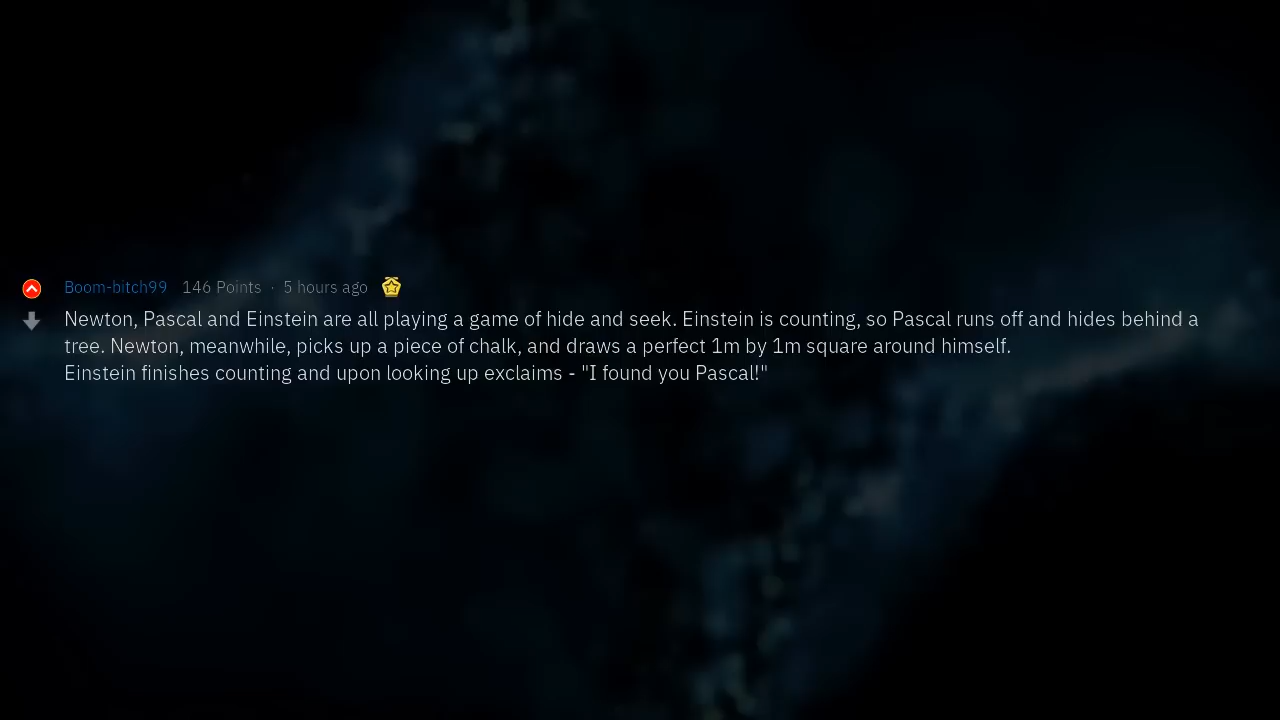 Boom-bitch99 146 Points · 5 hours ago
Newton, Pascal and Einstein are all playing a game of hide and seek. Einstein is counting, so Pascal runs off and hides behind a
tree. Newton, meanwhile, picks up a piece of chalk, and draws a perfect 1m by 1m square around himself.
Einstein finishes counting and upon looking up exclaims - "I found you Pascal!"